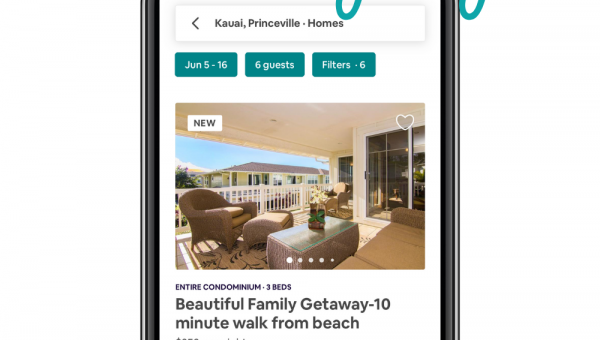 Kauai, Princeville · Homes
Jun 5 - 16
6 guests
Filters · 6
NEW
ENTIRE CONDOMINIUM · 3 BEDS
Beautiful Family Getaway-10
minute walk from beach